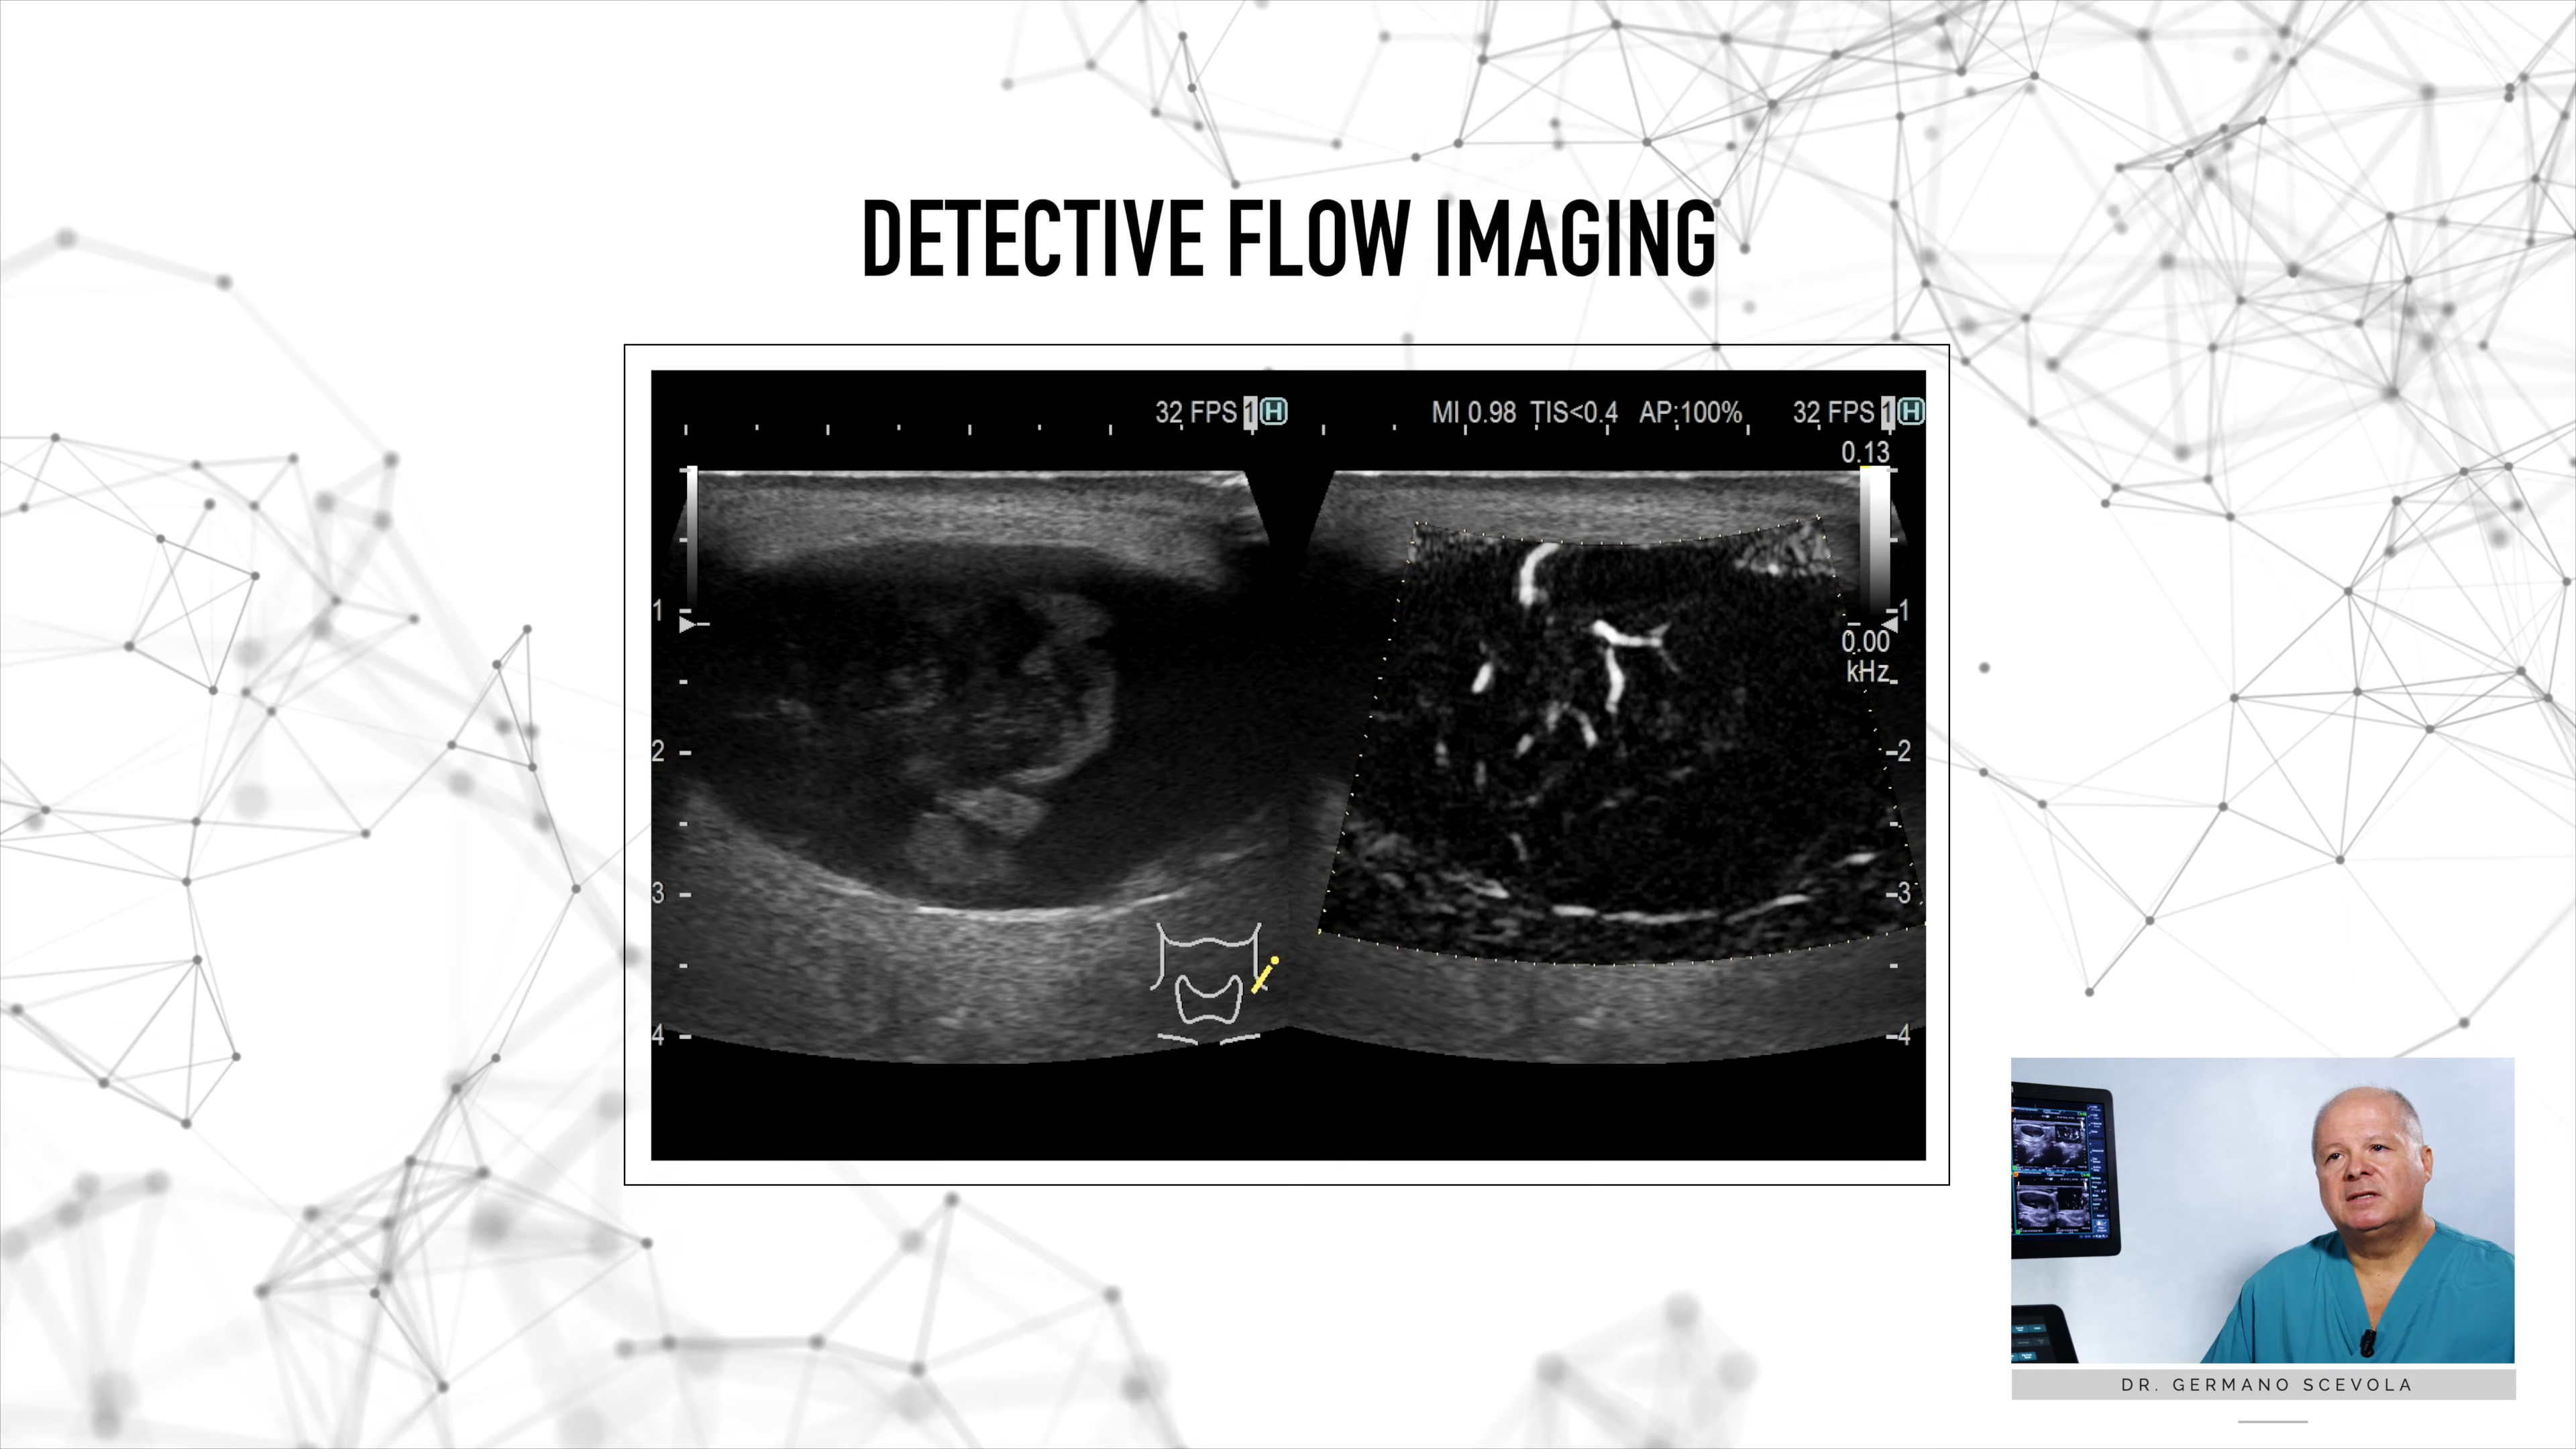 DETECTIVE FLOW IMAGING
32 FPS 1 H
MI 0.98 TIS<0.4 AP:100% 32 FPS 1 H
0.13
1
1
0.00
kHz
2
2
3
3
4
4
DR. GERMANO SCEVOLA